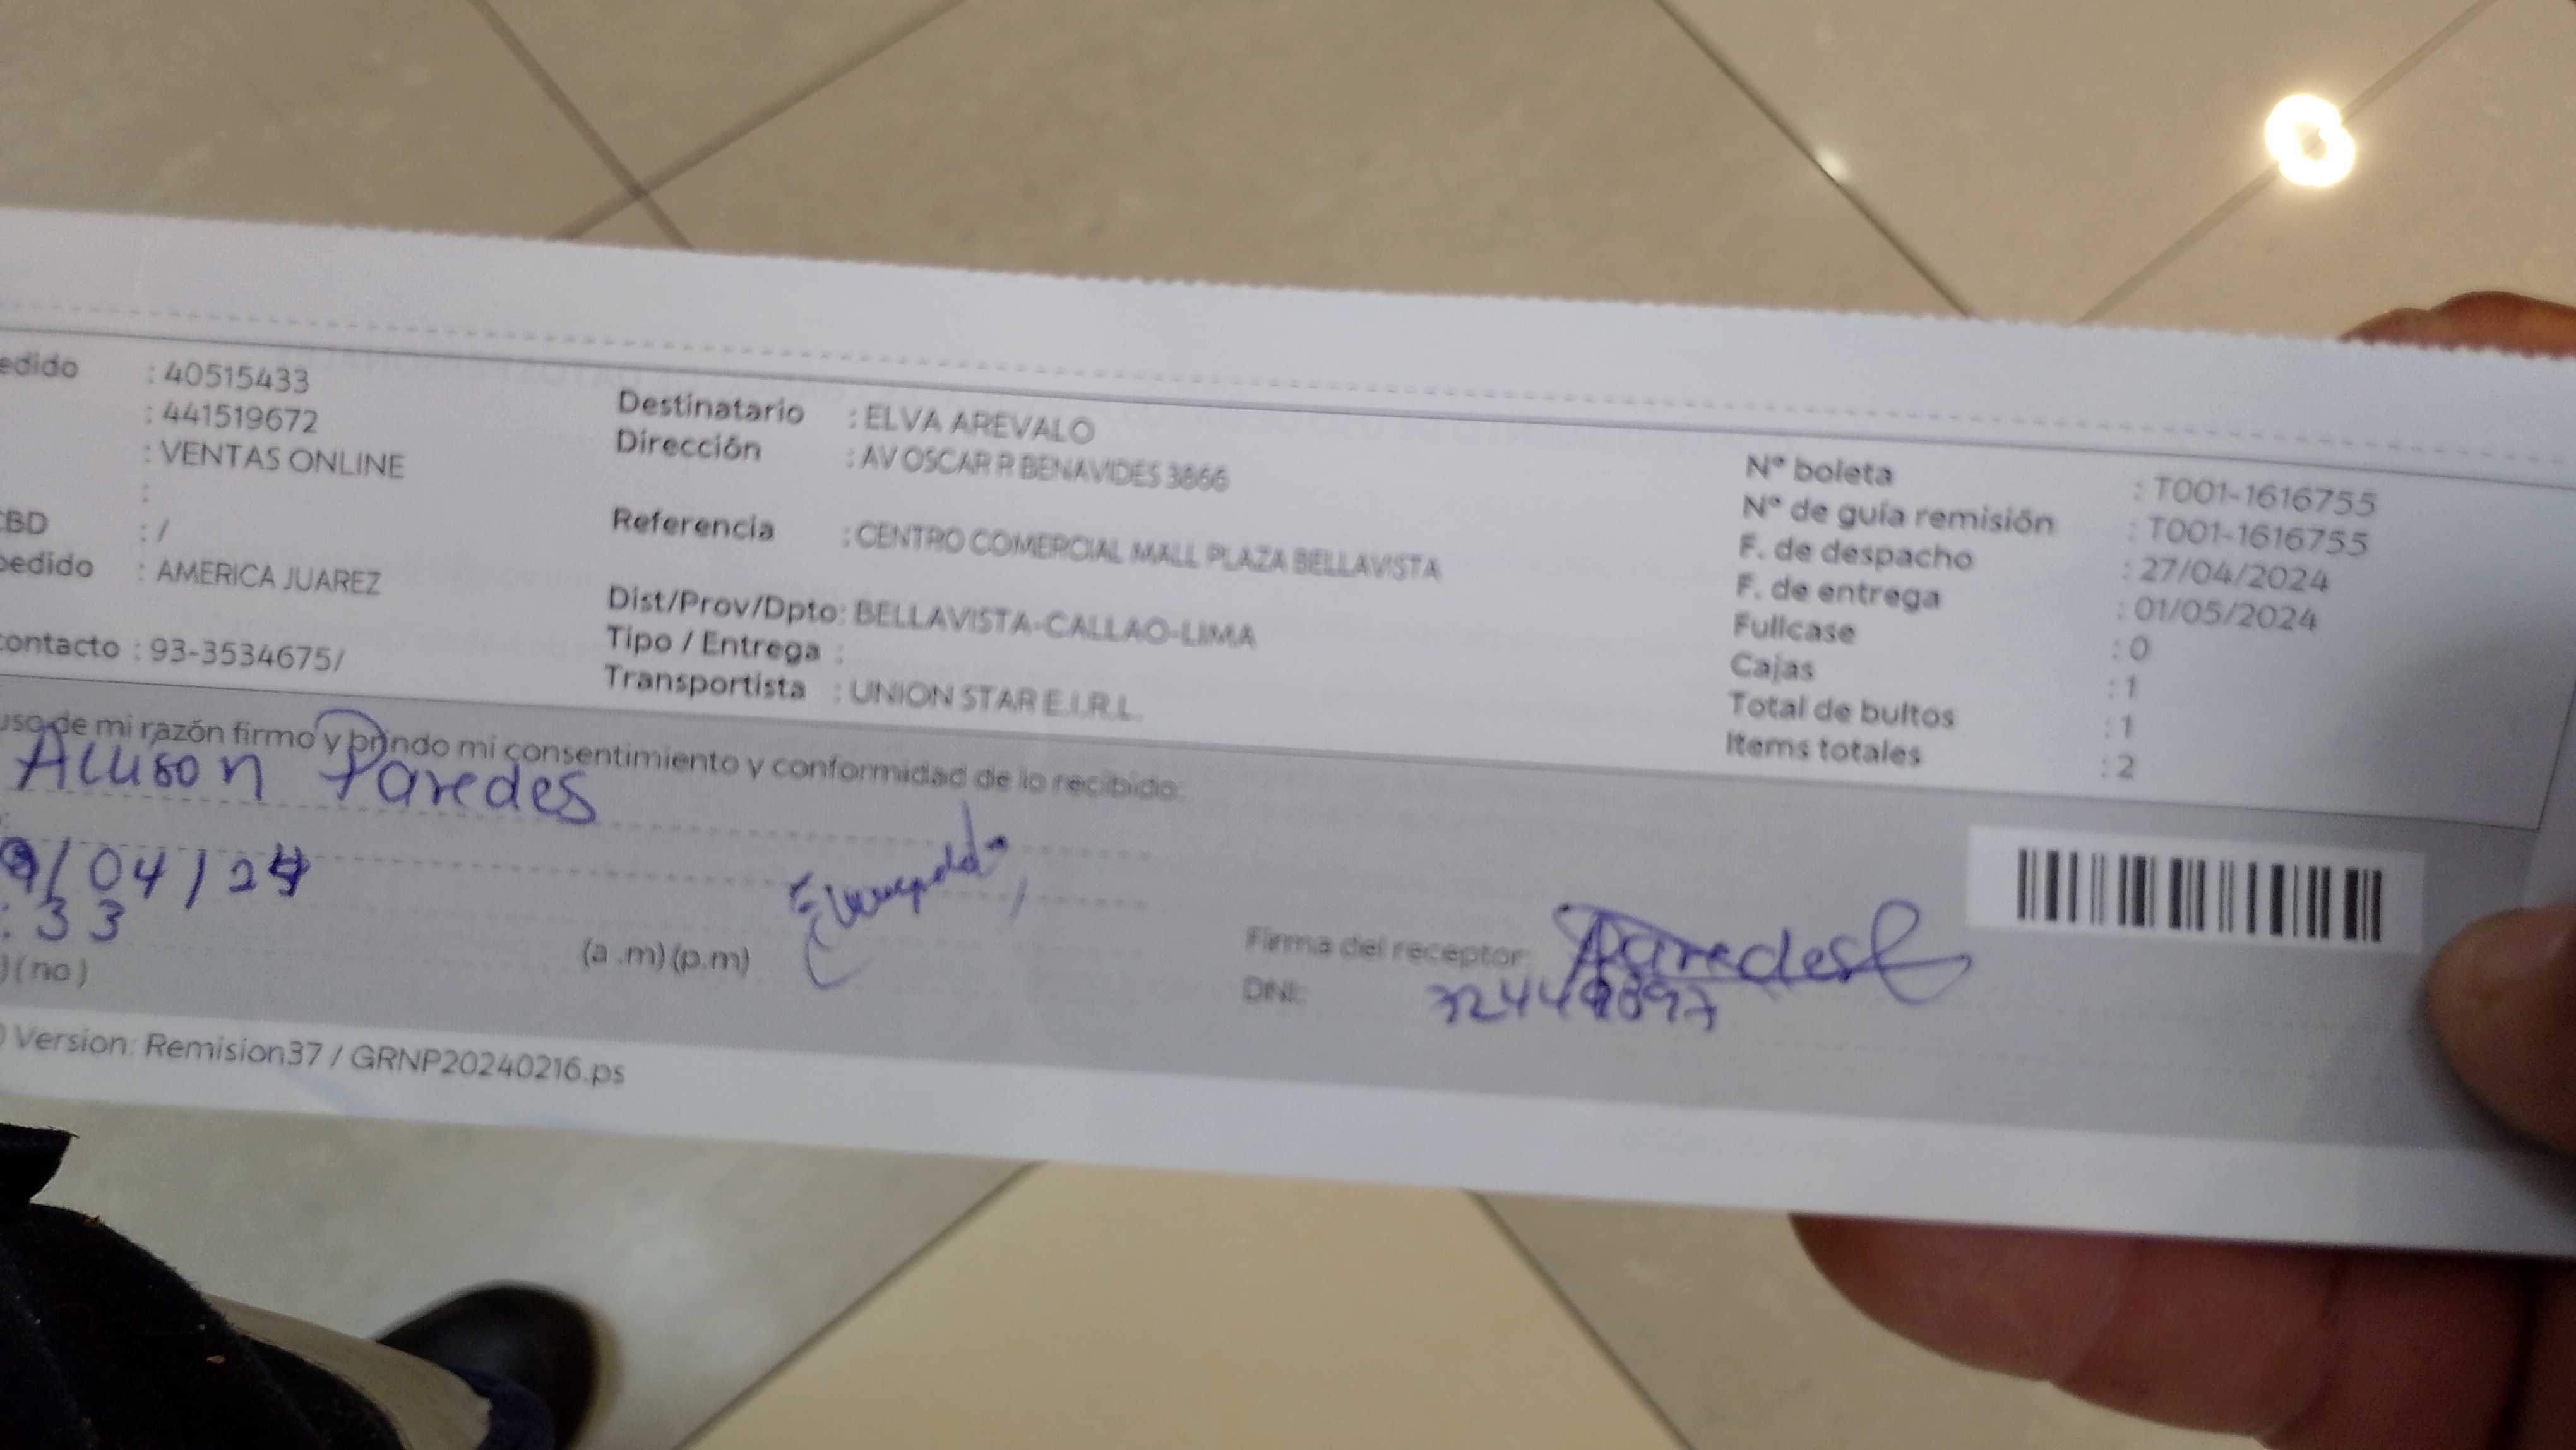 edido : 40515433
: 441519672
: VENTAS ONLINE
:
CBD : /
pedido : AMERICA JUAREZ
contacto : 93-3534675/
Destinatario : ELVA AREVALO
Dirección : AV OSCAR R BENAVIDES 3866
Referencia : CENTRO COMERCIAL MALL PLAZA BELLAVISTA
Dist/Prov/Dpto: BELLAVISTA-CALLAO-LIMA
Tipo / Entrega :
Transportista : UNION STAR E.I.R.L.
N° boleta : T001-1616755
N° de guía remisión : T001-1616755
F. de despacho : 27/04/2024
F. de entrega : 01/05/2024
Fullcase : 0
Cajas : 1
Total de bultos : 1
Items totales : 2
uso de mi razón firmo y brindo mi consentimiento y conformidad de lo recibido:
Allison Paredes
9/04/24
:33
(a .m) (p.m)
) (no)
Firma del receptor: Paredes
DNI:
) Version: Remision37 / GRNP20240216.ps